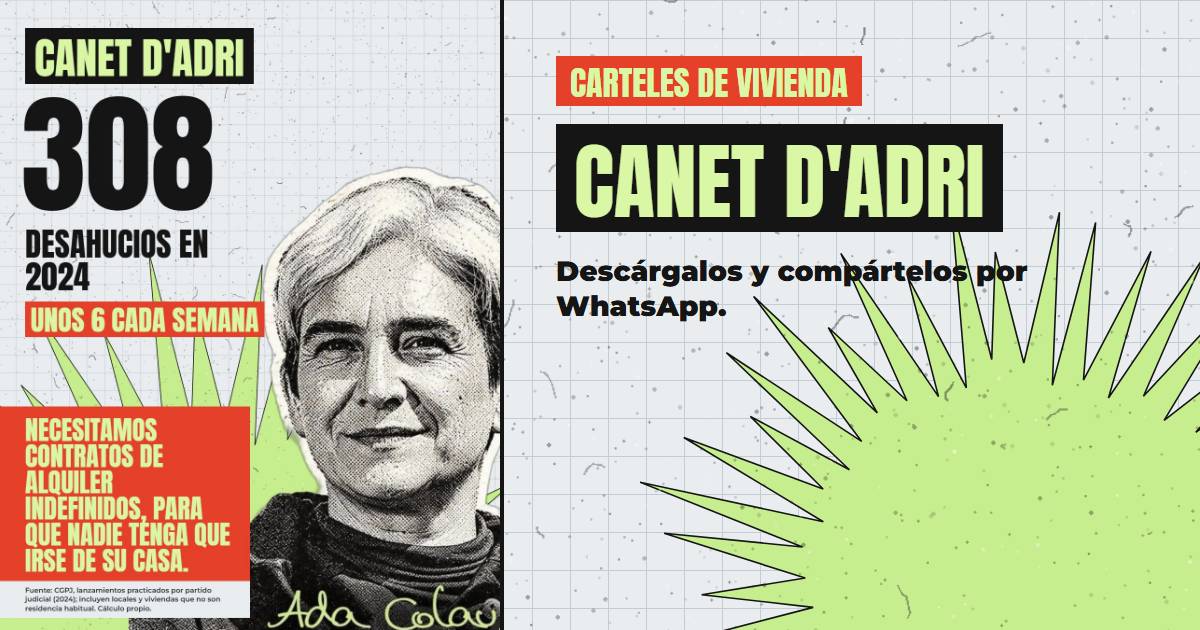 CANET D'ADRI
308
DESAHUCIOS EN
2024
UNOS 6 CADA SEMANA
NECESITAMOS
CONTRATOS DE
ALQUILER
INDEFINIDOS, PARA
QUE NADIE TENGA QUE
IRSE DE SU CASA.
Fuente: CGPJ, lanzamientos practicados por partido
judicial (2024); incluyen locales y viviendas que no son
residencia habitual. Cálculo propio.
Ada Colau
CARTELES DE VIVIENDA
CANET D'ADRI
Descárgalos y compártelos por
WhatsApp.